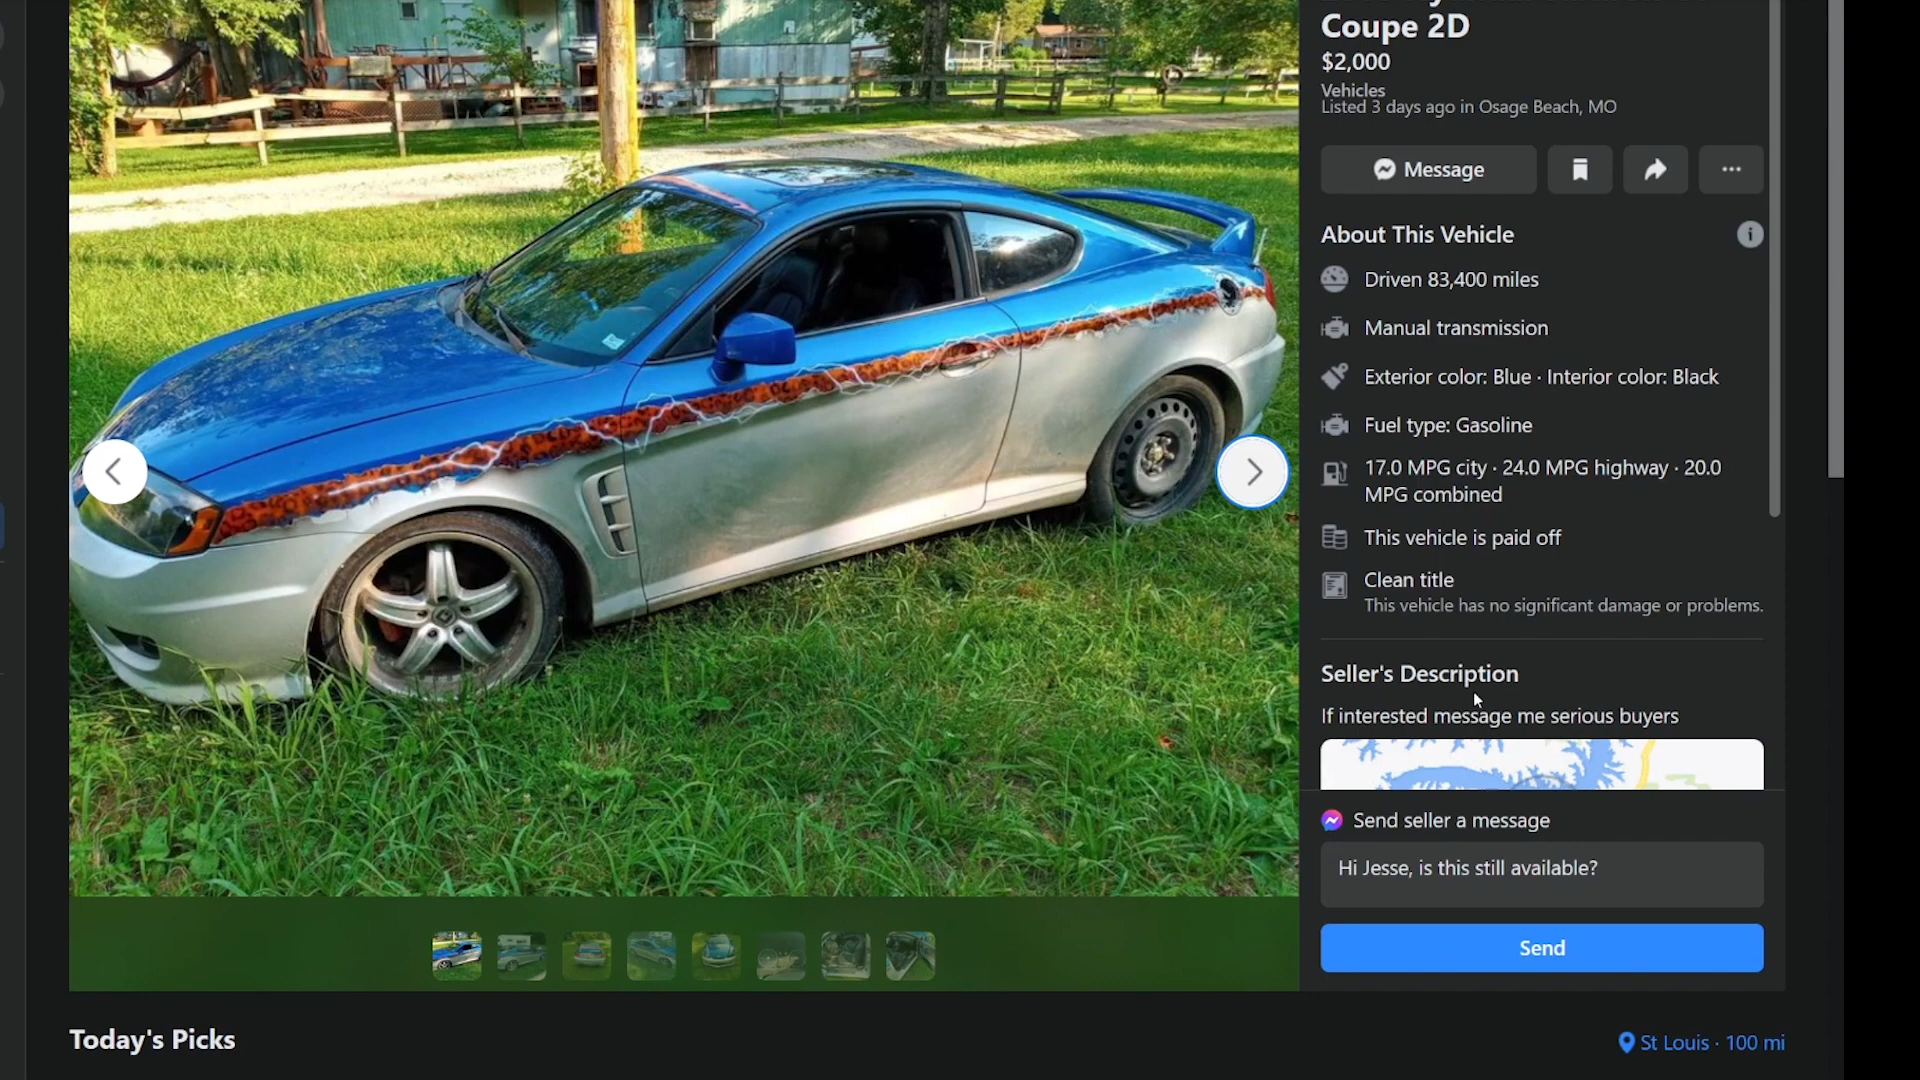 Coupe 2D
$2,000
Vehicles
Listed 3 days ago in Osage Beach, MO
Message
About This Vehicle
Driven 83,400 miles
Manual transmission
Exterior color: Blue · Interior color: Black
Fuel type: Gasoline
17.0 MPG city · 24.0 MPG highway · 20.0
MPG combined
This vehicle is paid off
Clean title
This vehicle has no significant damage or problems.
Seller's Description
If interested message me serious buyers
Send seller a message
Hi Jesse, is this still available?
Send
Today's Picks
St Louis · 100 mi